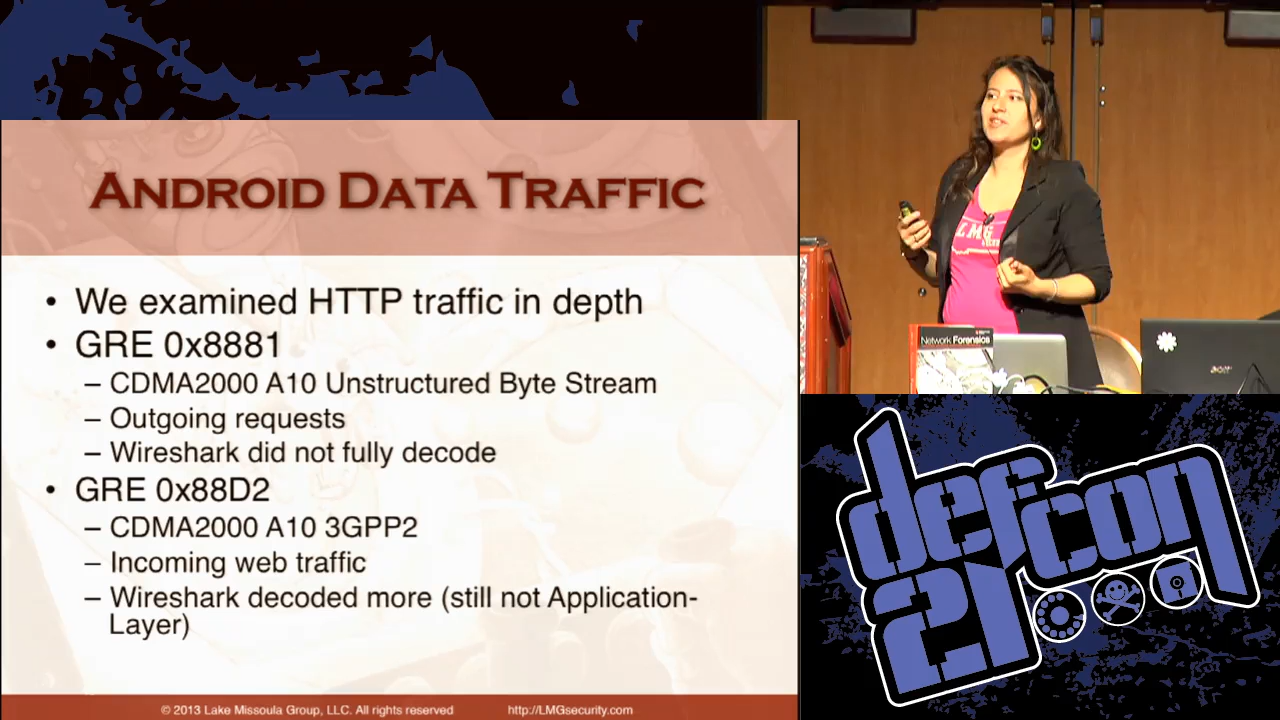 ANDROID DATA TRAFFIC
• We examined HTTP traffic in depth
• GRE 0x8881
– CDMA2000 A10 Unstructured Byte Stream
– Outgoing requests
– Wireshark did not fully decode
• GRE 0x88D2
– CDMA2000 A10 3GPP2
– Incoming web traffic
– Wireshark decoded more (still not Application-
Layer)
© 2013 Lake Missoula Group, LLC. All rights reserved http://LMGsecurity.com
LMG
Network Forensics
acer
defcon
21